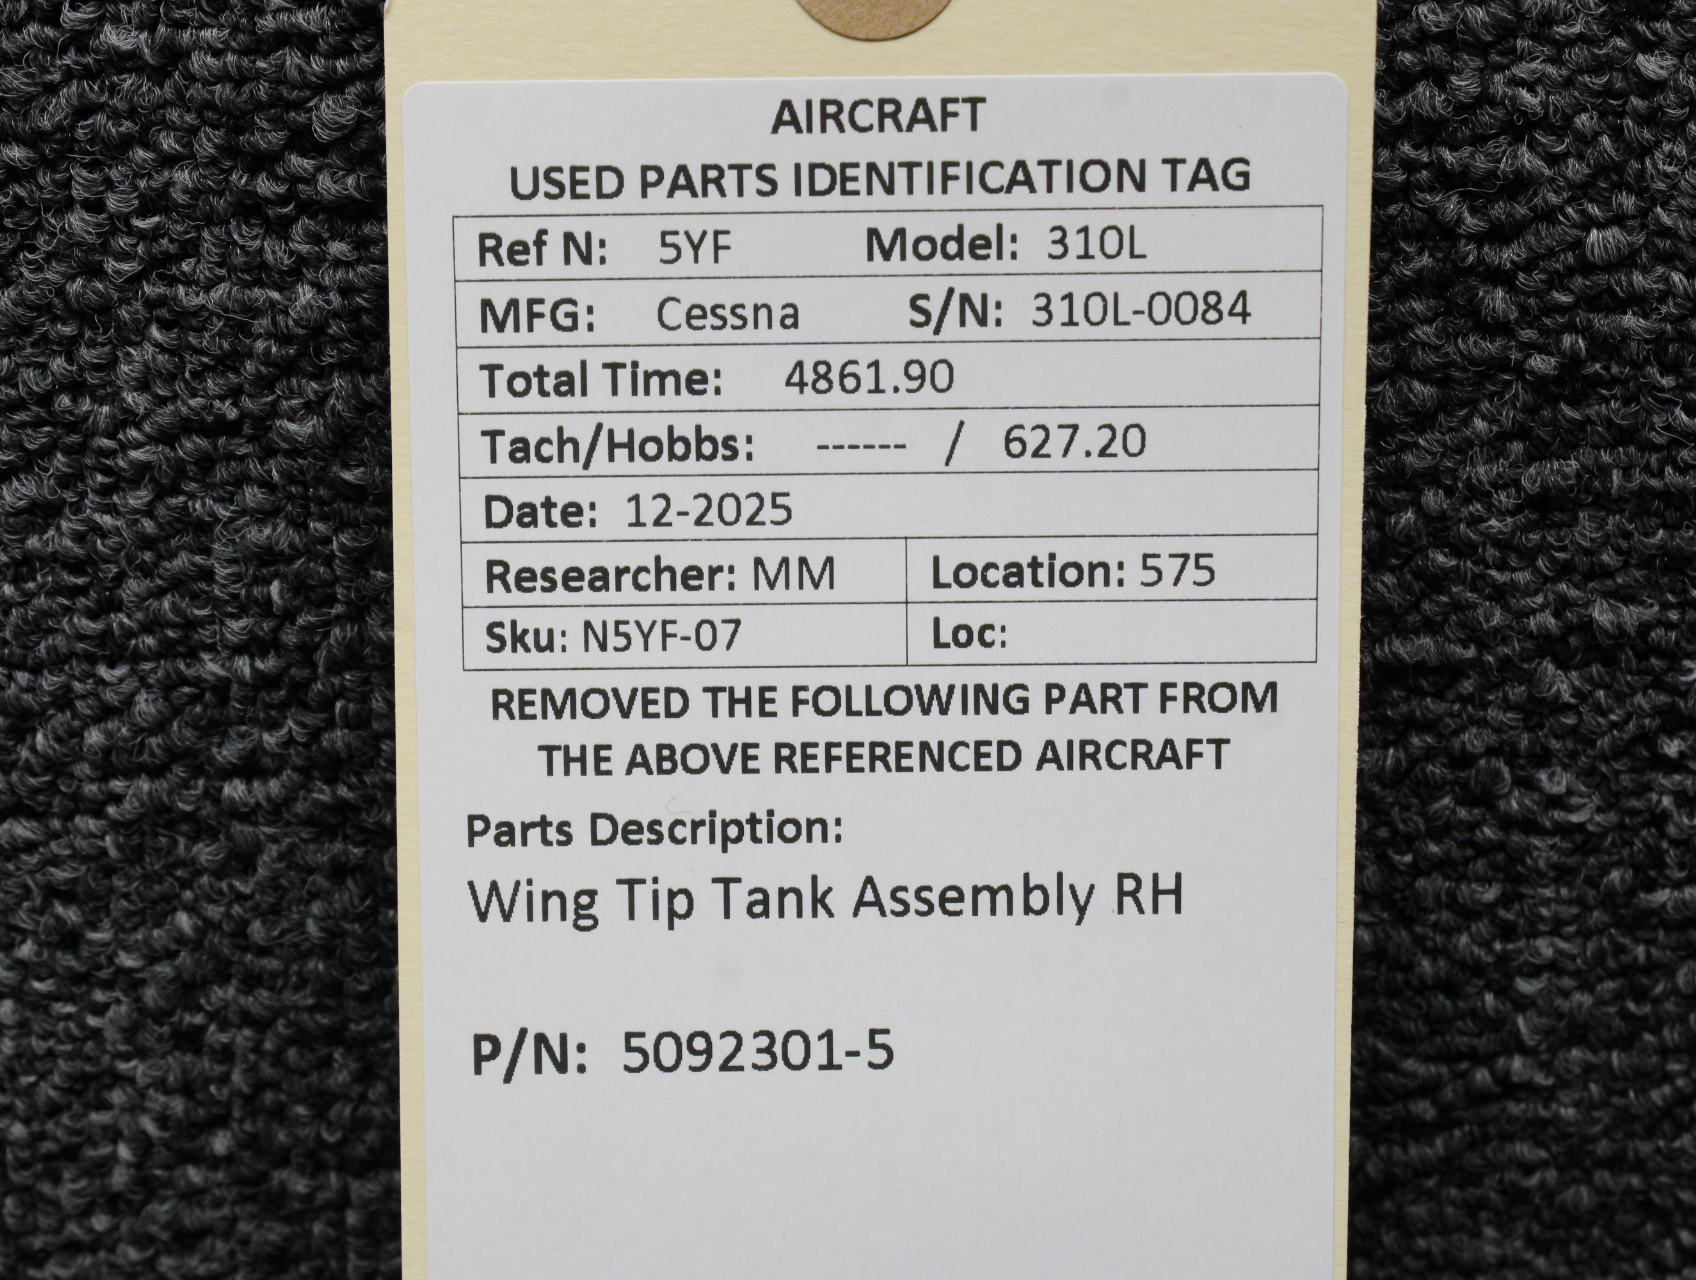 AIRCRAFT
USED PARTS IDENTIFICATION TAG
Ref N: 5YF Model: 310L
MFG: Cessna S/N: 310L-0084
Total Time: 4861.90
Tach/Hobbs: ------ / 627.20
Date: 12-2025
Researcher: MM Location: 575
Sku: N5YF-07 Loc:
REMOVED THE FOLLOWING PART FROM
THE ABOVE REFERENCED AIRCRAFT
Parts Description:
Wing Tip Tank Assembly RH
P/N: 5092301-5